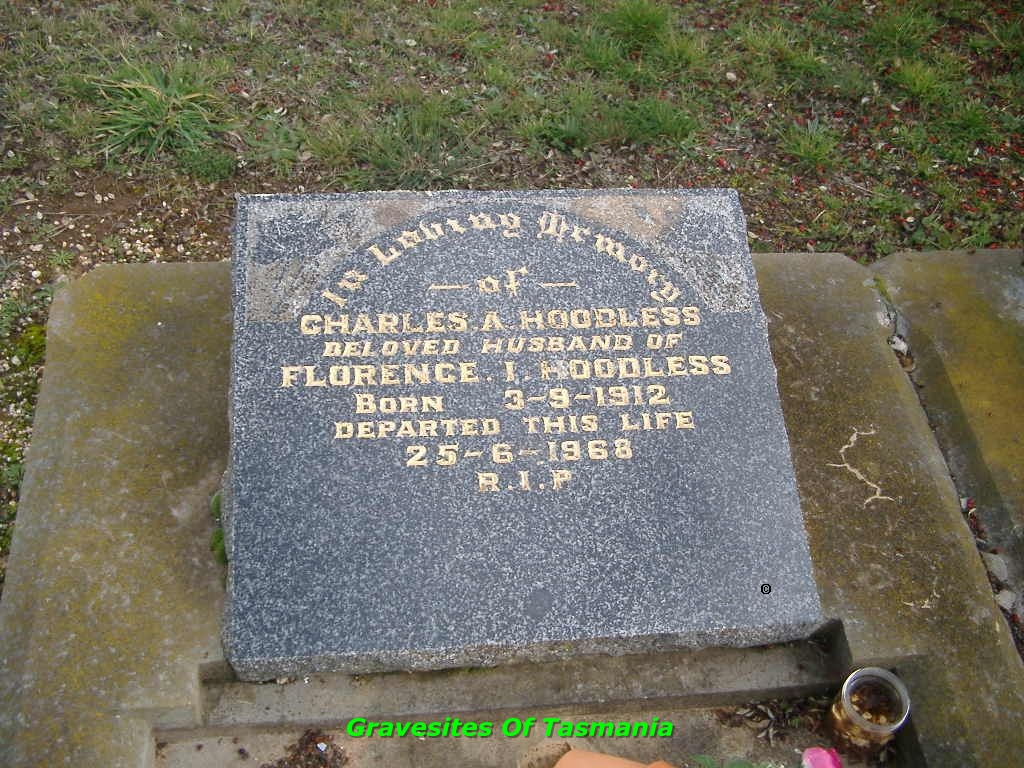 In Loving Memory
— of —
CHARLES. A. HOODLESS
BELOVED HUSBAND OF
FLORENCE. I. HOODLESS
BORN 3-9-1912
DEPARTED THIS LIFE
25-6-1968
R.I.P
©
Gravesites Of Tasmania